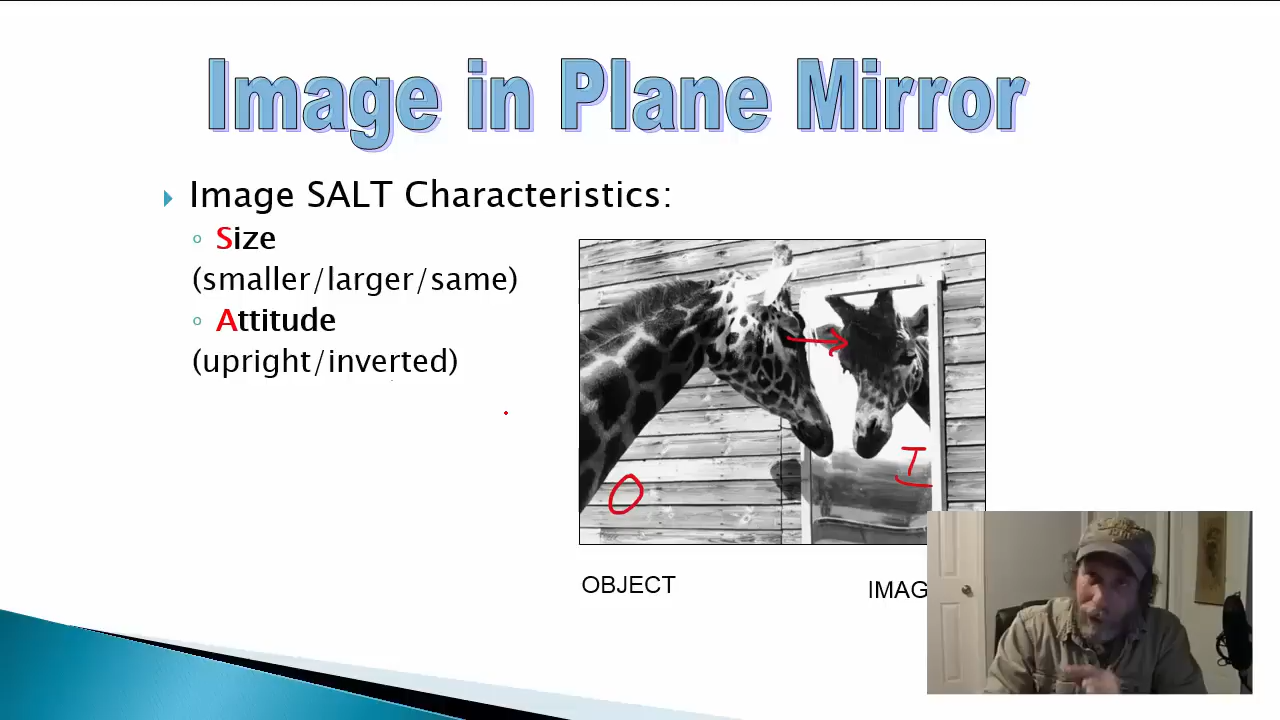 Image in Plane Mirror
Image SALT Characteristics:
Size
(smaller/larger/same)
Attitude
(upright/inverted)
O
I
OBJECT
IMAG